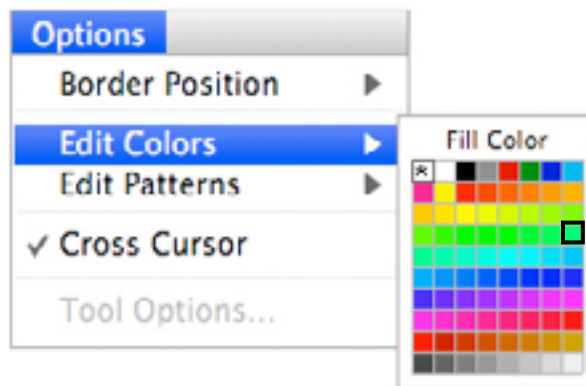 Options
Border Position
Edit Colors
Edit Patterns
✓ Cross Cursor
Tool Options...
Fill Color